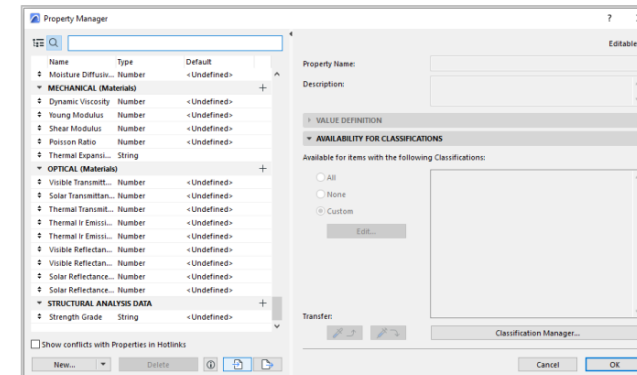 Property Manager
?
Editable
Name Type Default
Moisture Diffusiv... Number <Undefined>
MECHANICAL (Materials)
Dynamic Viscosity Number <Undefined>
Young Modulus Number <Undefined>
Shear Modulus Number <Undefined>
Poisson Ratio Number <Undefined>
Thermal Expansi... String
OPTICAL (Materials)
Visible Transmitt... Number <Undefined>
Solar Transmittan... Number <Undefined>
Thermal Transmit... Number <Undefined>
Thermal Ir Emissi... Number <Undefined>
Thermal Ir Emissi... Number <Undefined>
Visible Reflectan... Number <Undefined>
Visible Reflectan... Number <Undefined>
Solar Reflectance... Number <Undefined>
Solar Reflectance... Number <Undefined>
STRUCTURAL ANALYSIS DATA
Strength Grade String <Undefined>
Show conflicts with Properties in Hotlinks
New... Delete
Property Name:
Description:
VALUE DEFINITION
AVAILABILITY FOR CLASSIFICATIONS
Available for items with the following Classifications:
All
None
Custom
Edit...
Transfer:
Classification Manager...
Cancel OK